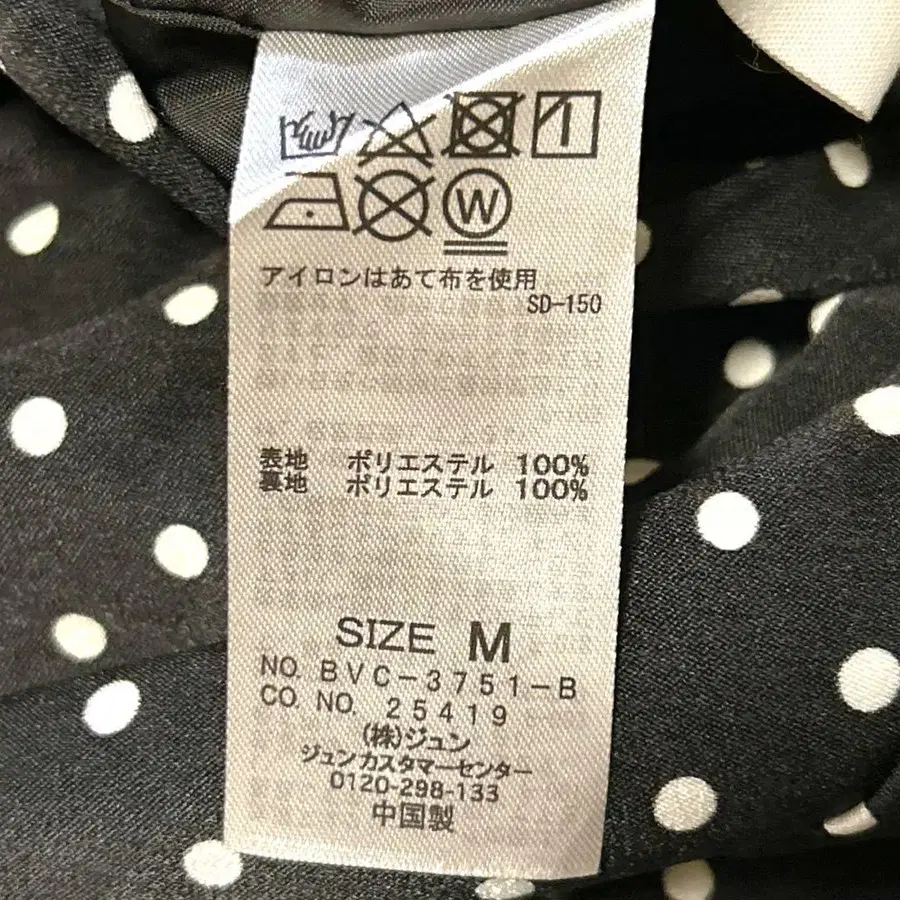 W
アイロンはあて布を使用
SD-150
表地 ポリエステル 100%
裏地 ポリエステル 100%
SIZE M
NO. BVC-3751-B
CO. NO. 25419
(株)ジュン
ジュンカスタマーセンター
0120-298-133
中国製